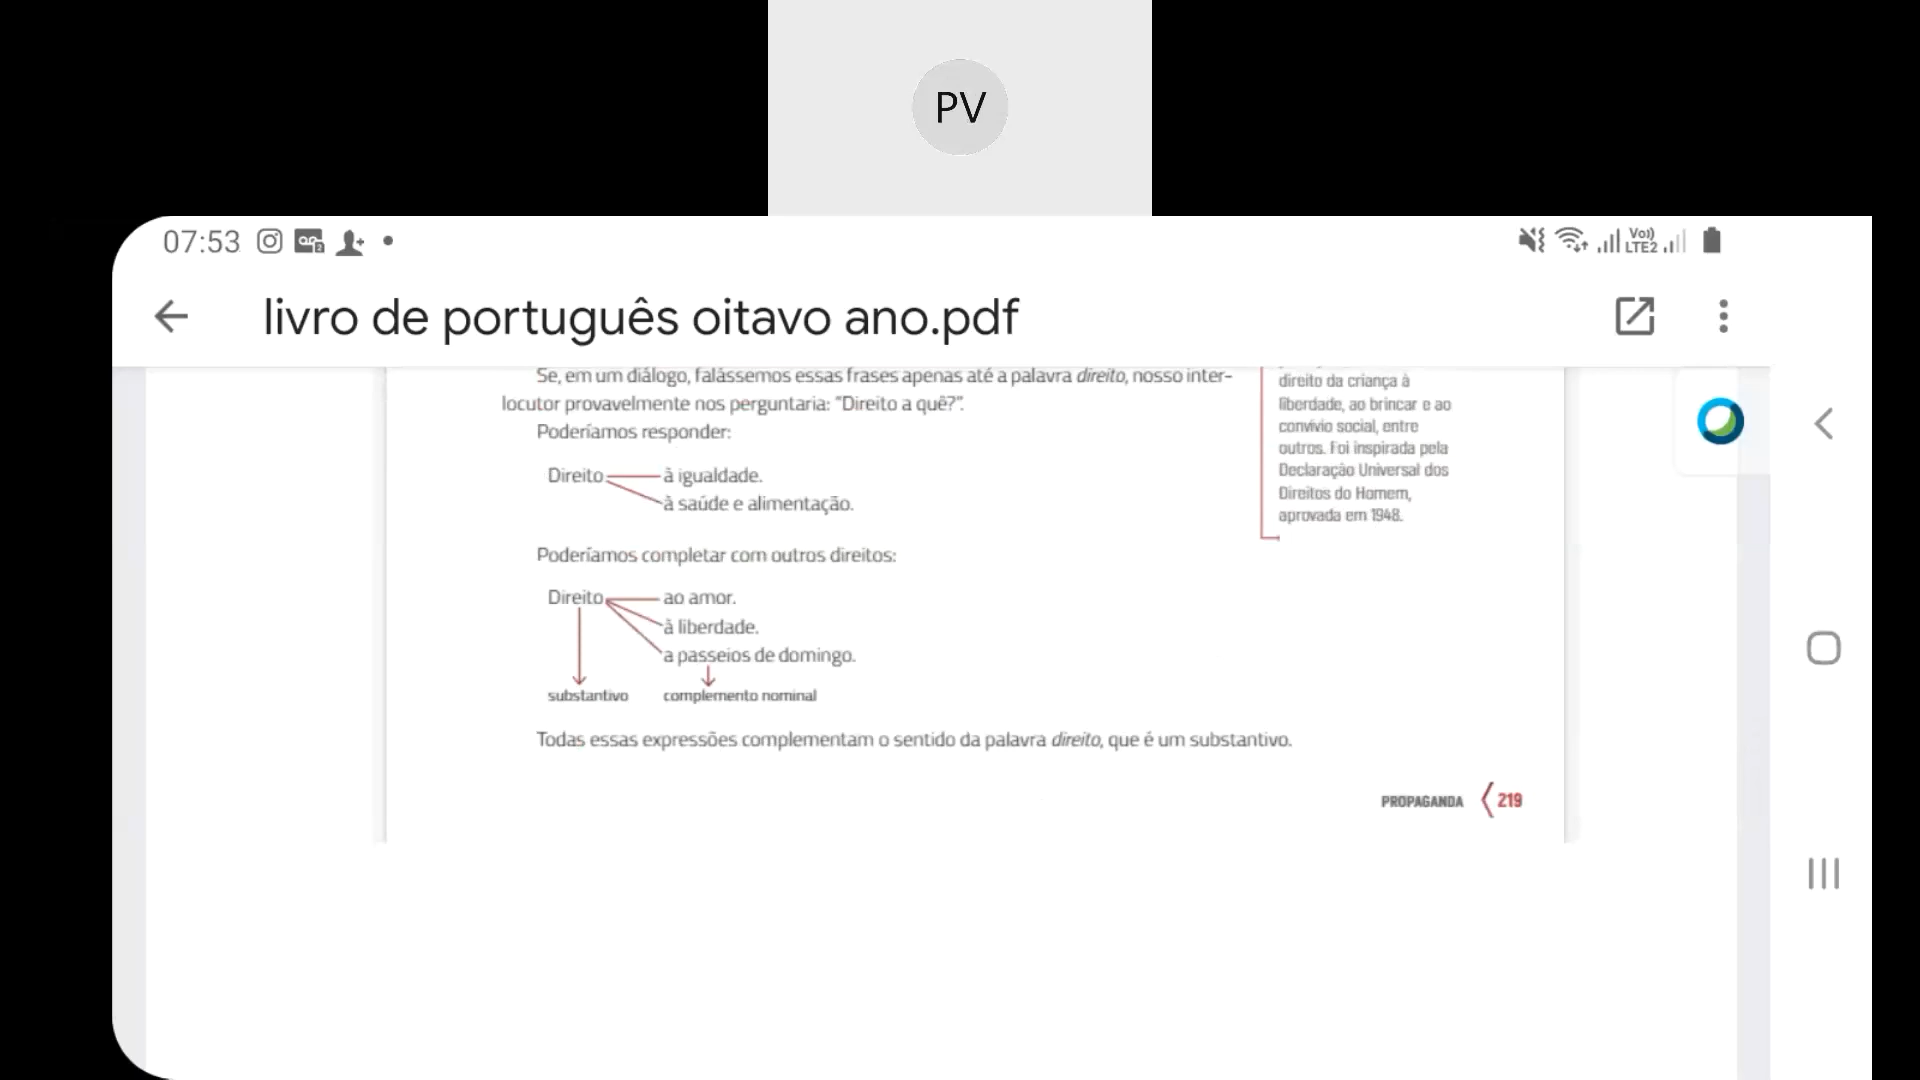 PV
07:53
Vo))
LTE2
livro de português oitavo ano.pdf
Se, em um diálogo, falássemos essas frases apenas até a palavra direito, nosso inter-
locutor provavelmente nos perguntaria: "Direito a quê?".
Poderíamos responder:
Direito à igualdade.
à saúde e alimentação.
Poderíamos completar com outros direitos:
Direito ao amor.
à liberdade.
a passeios de domingo.
substantivo complemento nominal
Todas essas expressões complementam o sentido da palavra direito, que é um substantivo.
direito da criança à
liberdade, ao brincar e ao
convívio social, entre
outros. Foi inspirada pela
Declaração Universal dos
Direitos do Homem,
aprovada em 1948.
PROPAGANDA 219